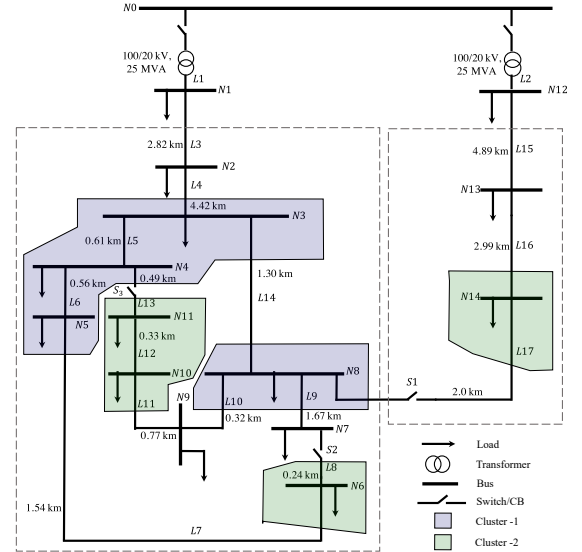 N0
100/20 kV,
25 MVA
100/20 kV,
25 MVA
L1
L2
N1
N12
2.82 km
L3
4.89 km
L15
N2
L4
N13
4.42 km
N3
0.61 km
L5
2.99 km
L16
N4
0.56 km
0.49 km
1.30 km
S3
L6
L13
L14
N14
N5
N11
0.33 km
L12
L17
N10
N8
S1
L11
N9
L10
L9
2.0 km
0.32 km
1.67 km
0.77 km
N7
S2
Load
L8
Transformer
0.24 km
N6
Bus
Switch/CB
1.54 km
Cluster -1
L7
Cluster -2